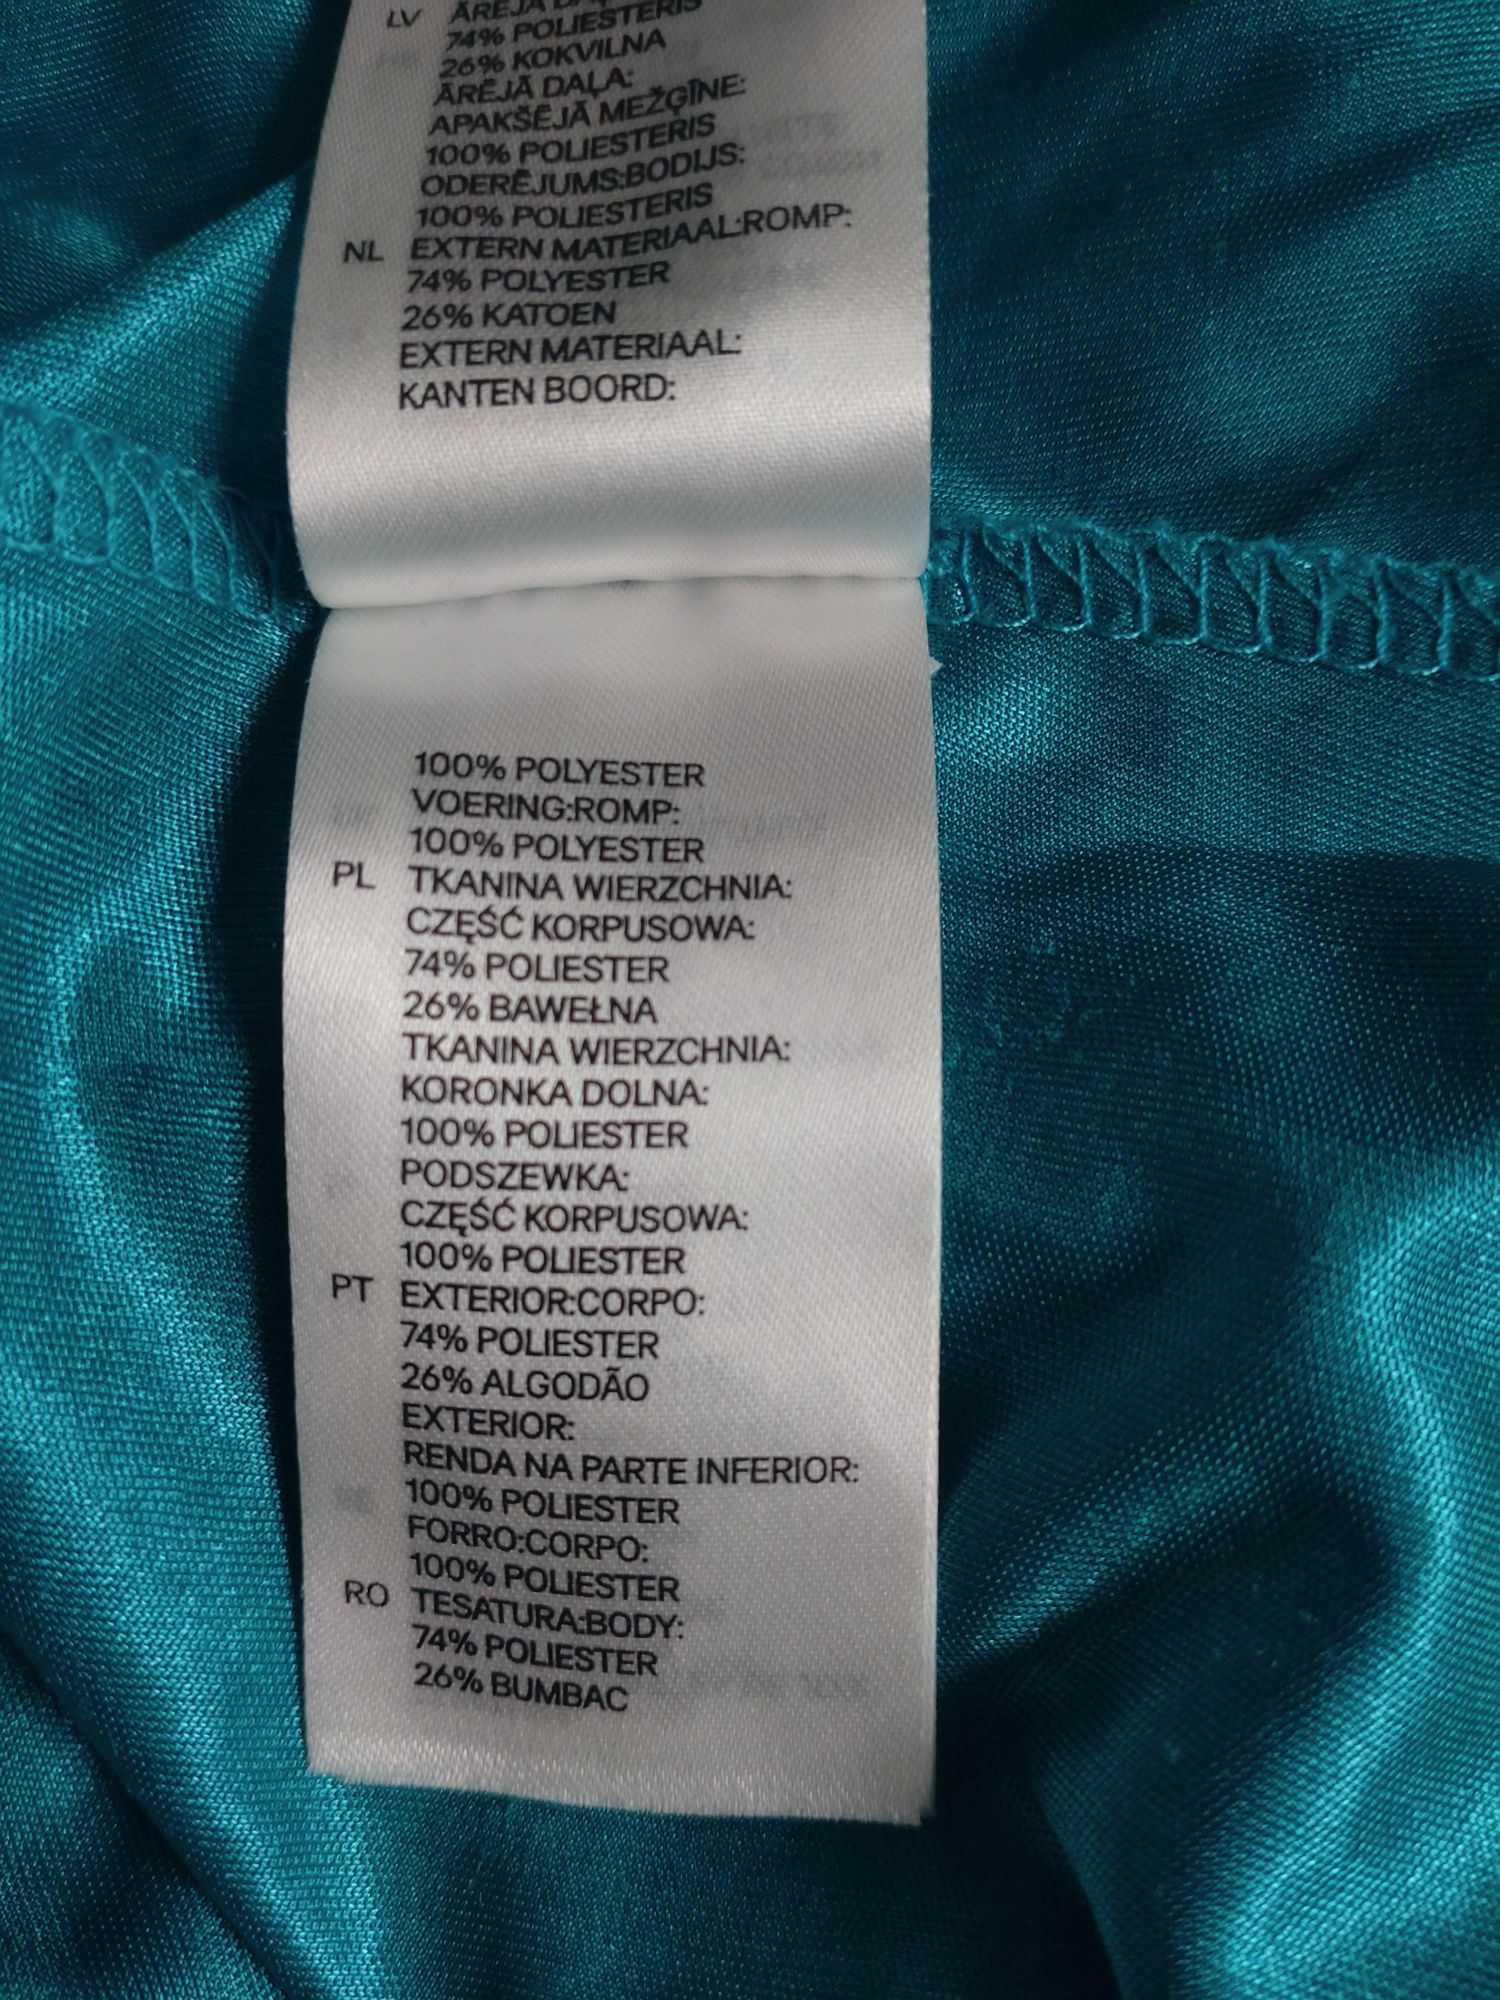 LV ĀRĒJĀ
74% POLIESTERIS
26% KOKVILNA
ĀRĒJĀ DAĻA:
APAKŠĒJĀ MEŽĢĪNE:
100% POLIESTERIS
ODERĒJUMS:BODIJS:
100% POLIESTERIS
NL EXTERN MATERIAAL:ROMP:
74% POLYESTER
26% KATOEN
EXTERN MATERIAAL:
KANTEN BOORD:
100% POLYESTER
VOERING:ROMP:
100% POLYESTER
PL TKANINA WIERZCHNIA:
CZĘŚĆ KORPUSOWA:
74% POLIESTER
26% BAWEŁNA
TKANINA WIERZCHNIA:
KORONKA DOLNA:
100% POLIESTER
PODSZEWKA:
CZĘŚĆ KORPUSOWA:
100% POLIESTER
PT EXTERIOR:CORPO:
74% POLIESTER
26% ALGODÃO
EXTERIOR:
RENDA NA PARTE INFERIOR:
100% POLIESTER
FORRO:CORPO:
100% POLIESTER
RO TESATURA:BODY:
74% POLIESTER
26% BUMBAC